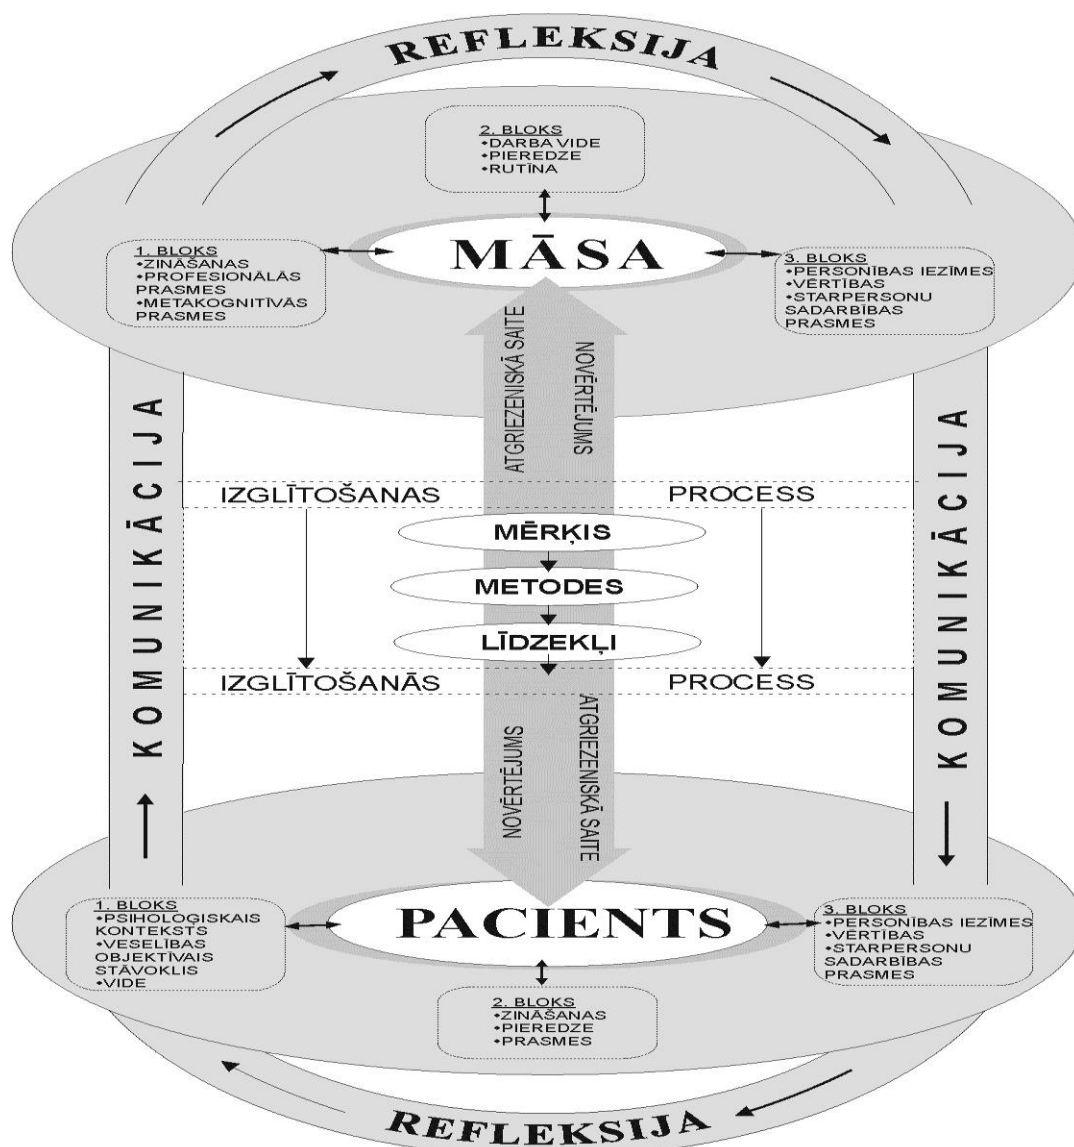 REFLEKSIJA
2. BLOKS
•DARBA VIDE
•PIEREDZE
•RUTĪNA
MĀSA
1. BLOKS
•ZINĀŠANAS
•PROFESIONĀLĀS
PRASMES
•METAKOGNITĪVĀS
PRASMES
3. BLOKS
•PERSONĪBAS IEZĪMES
•VĒRTĪBAS
•STARPERSONU
SADARBĪBAS
PRASMES
ATGRIEZENISKĀ SAITE
NOVĒRTĒJUMS
KOMUNIKĀCIJA
KOMUNIKĀCIJA
IZGLĪTOŠANAS PROCESS
MĒRĶIS
METODES
LĪDZEKĻI
IZGLĪTOŠANĀS PROCESS
NOVĒRTĒJUMS
ATGRIEZENISKĀ SAITE
PACIENTS
1. BLOKS
•PSIHOLOĢISKAIS
KONTEKSTS
•VESELĪBAS
OBJEKTĪVAIS
STĀVOKLIS
•VIDE
3. BLOKS
•PERSONĪBAS IEZĪMES
•VĒRTĪBAS
•STARPERSONU
SADARBĪBAS
PRASMES
2. BLOKS
•ZINĀŠANAS
•PIEREDZE
•PRASMES
REFLEKSIJA